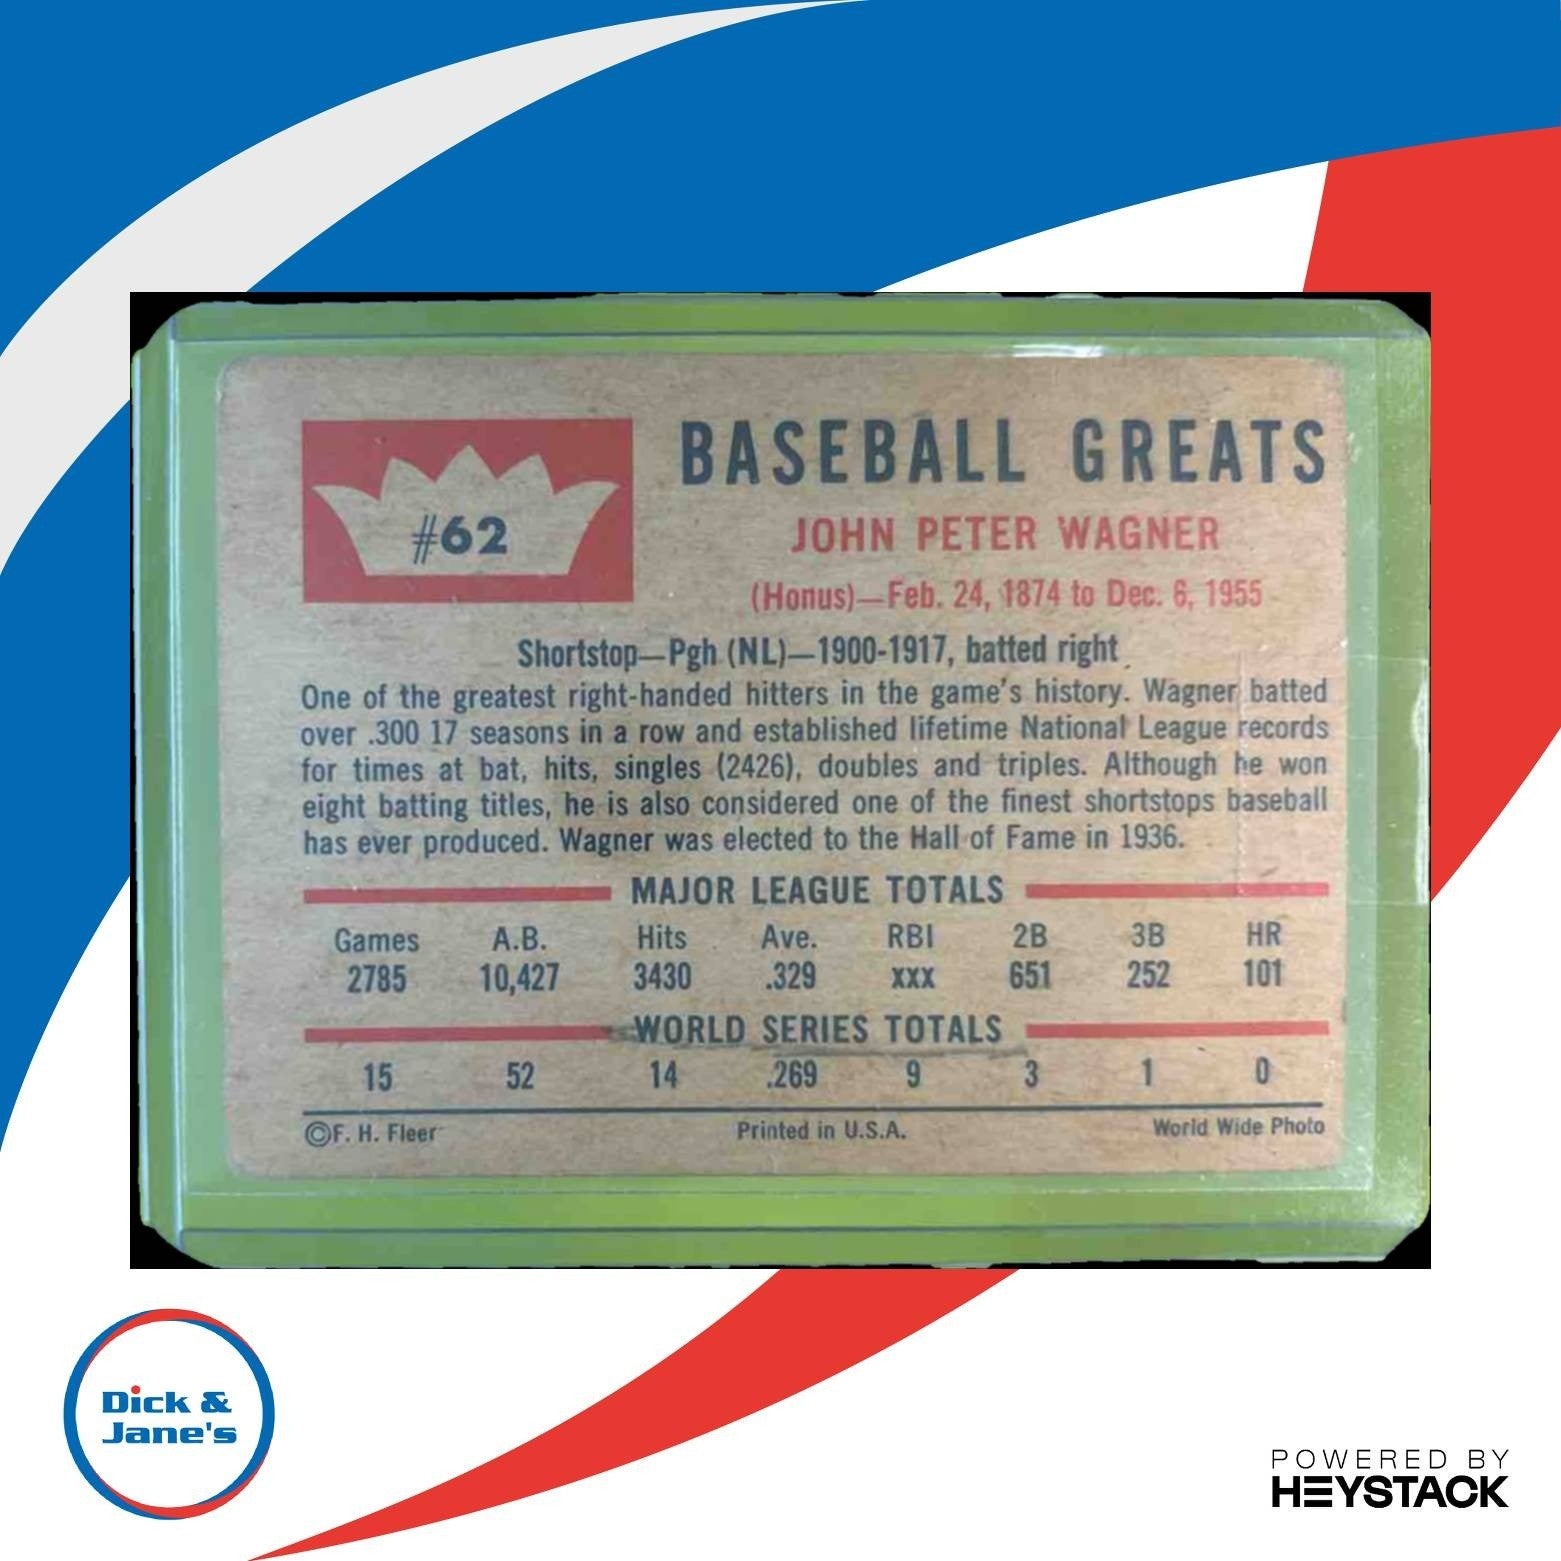 #62
BASEBALL GREATS
JOHN PETER WAGNER
(Honus)—Feb. 24, 1874 to Dec. 6, 1955
Shortstop—Pgh (NL)—1900-1917, batted right
One of the greatest right-handed hitters in the game's history. Wagner batted
over .300 17 seasons in a row and established lifetime National League records
for times at bat, hits, singles (2426), doubles and triples. Although he won
eight batting titles, he is also considered one of the finest shortstops baseball
has ever produced. Wagner was elected to the Hall of Fame in 1936.
MAJOR LEAGUE TOTALS
Games A.B. Hits Ave. RBI 2B 3B HR
2785 10,427 3430 .329 xxx 651 252 101
WORLD SERIES TOTALS
15 52 14 .269 9 3 1 0
©F. H. Fleer Printed in U.S.A. World Wide Photo
Dick &
Jane's
POWERED BY
HEYSTACK